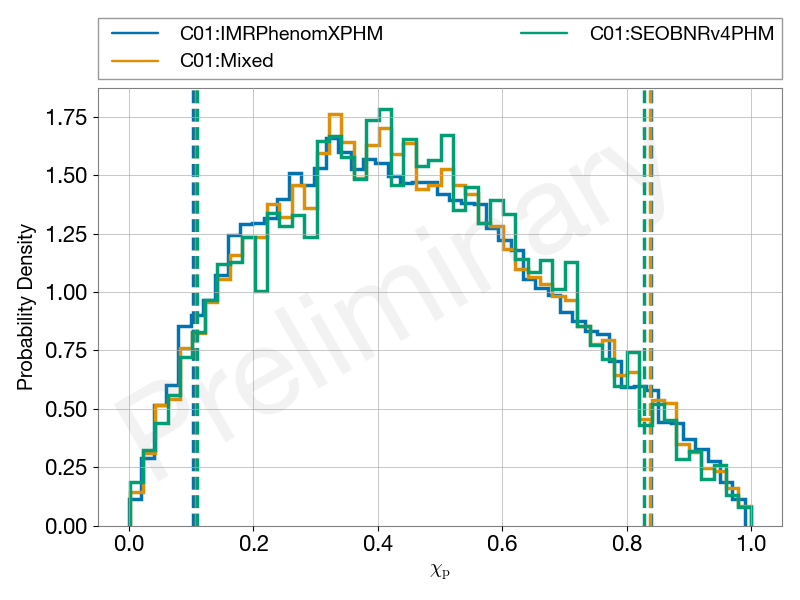 C01:IMRPhenomXPHM
C01:Mixed
C01:SEOBNRv4PHM
Preliminary
Probability Density
1.75
1.50
1.25
1.00
0.75
0.50
0.25
0.00
0.0 0.2 0.4 0.6 0.8 1.0
χp